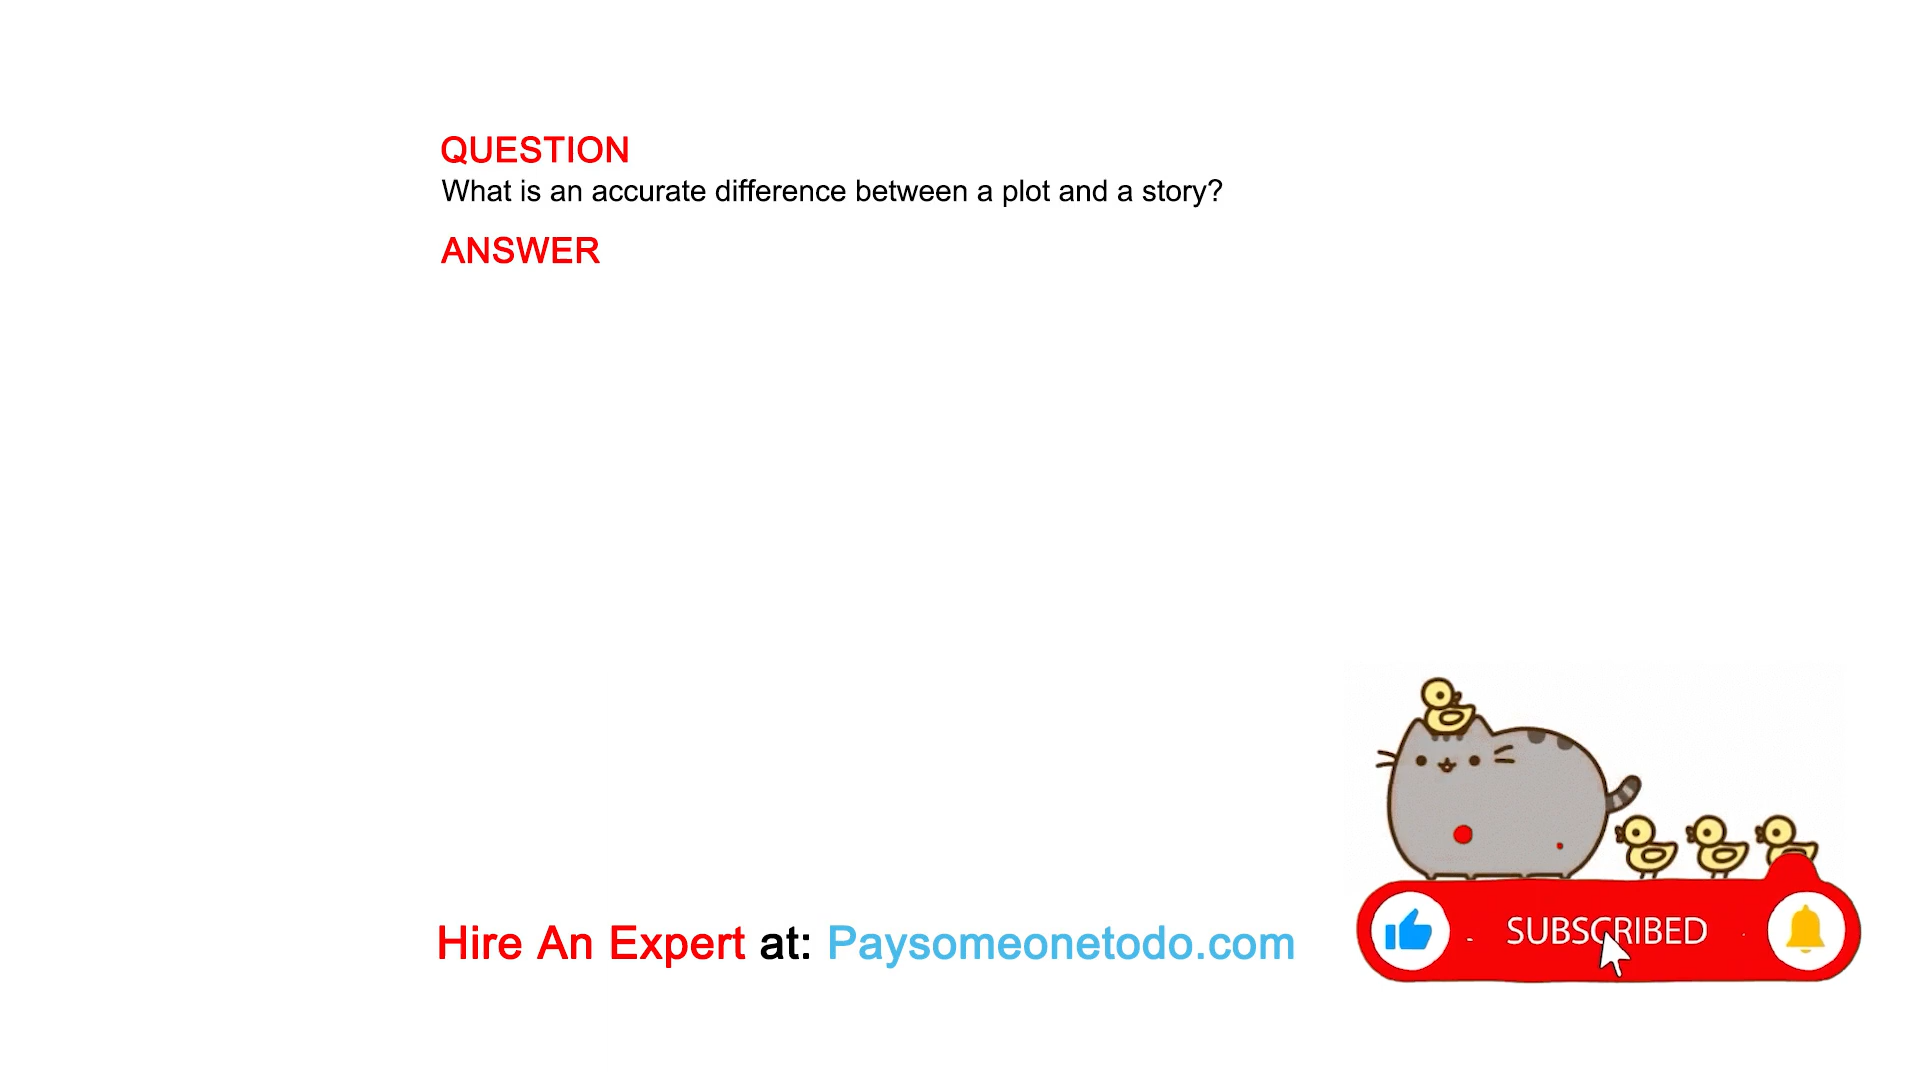 QUESTION
What is an accurate difference between a plot and a story?
ANSWER
Hire An Expert at: Paysomeonetodo.com
SUBSCRIBED